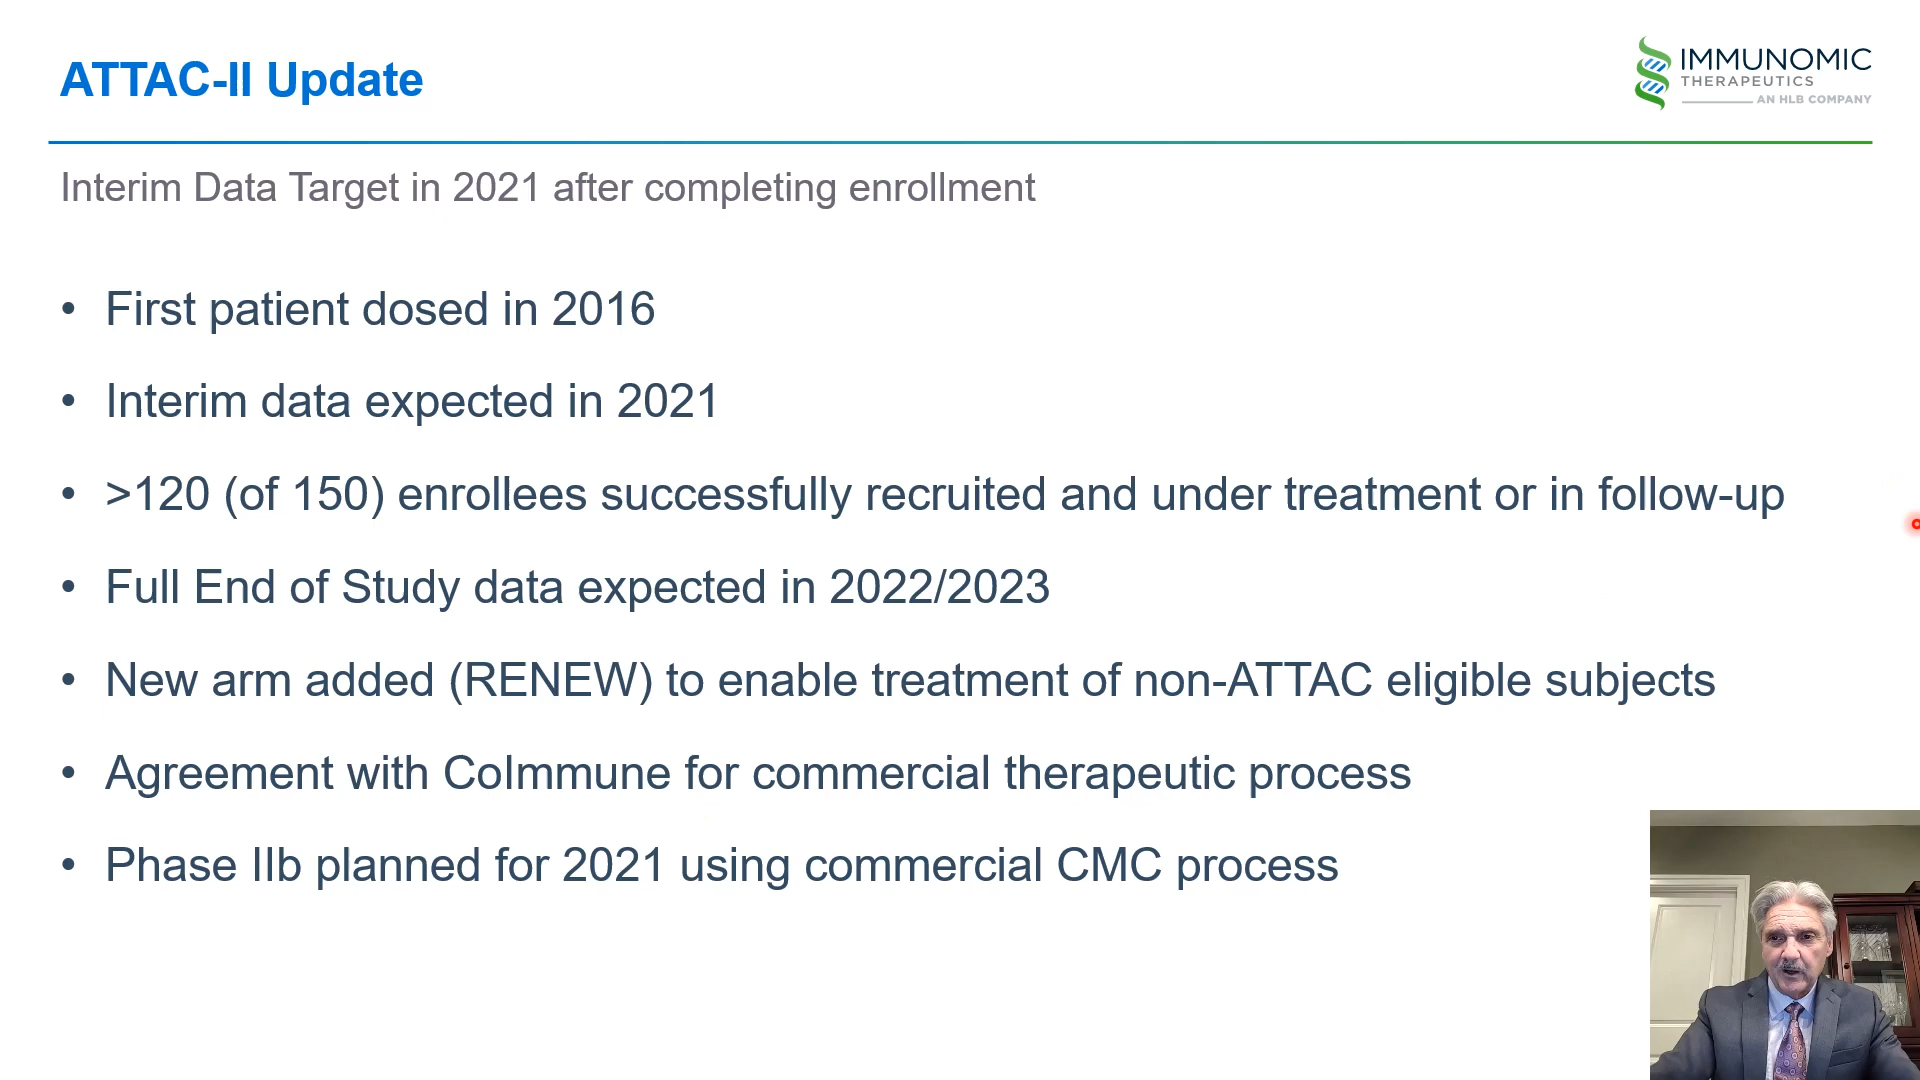 ATTAC-II Update
IMMUNOMIC
THERAPEUTICS
AN HLB COMPANY
Interim Data Target in 2021 after completing enrollment
• First patient dosed in 2016
• Interim data expected in 2021
• >120 (of 150) enrollees successfully recruited and under treatment or in follow-up
• Full End of Study data expected in 2022/2023
• New arm added (RENEW) to enable treatment of non-ATTAC eligible subjects
• Agreement with CoImmune for commercial therapeutic process
• Phase IIb planned for 2021 using commercial CMC process